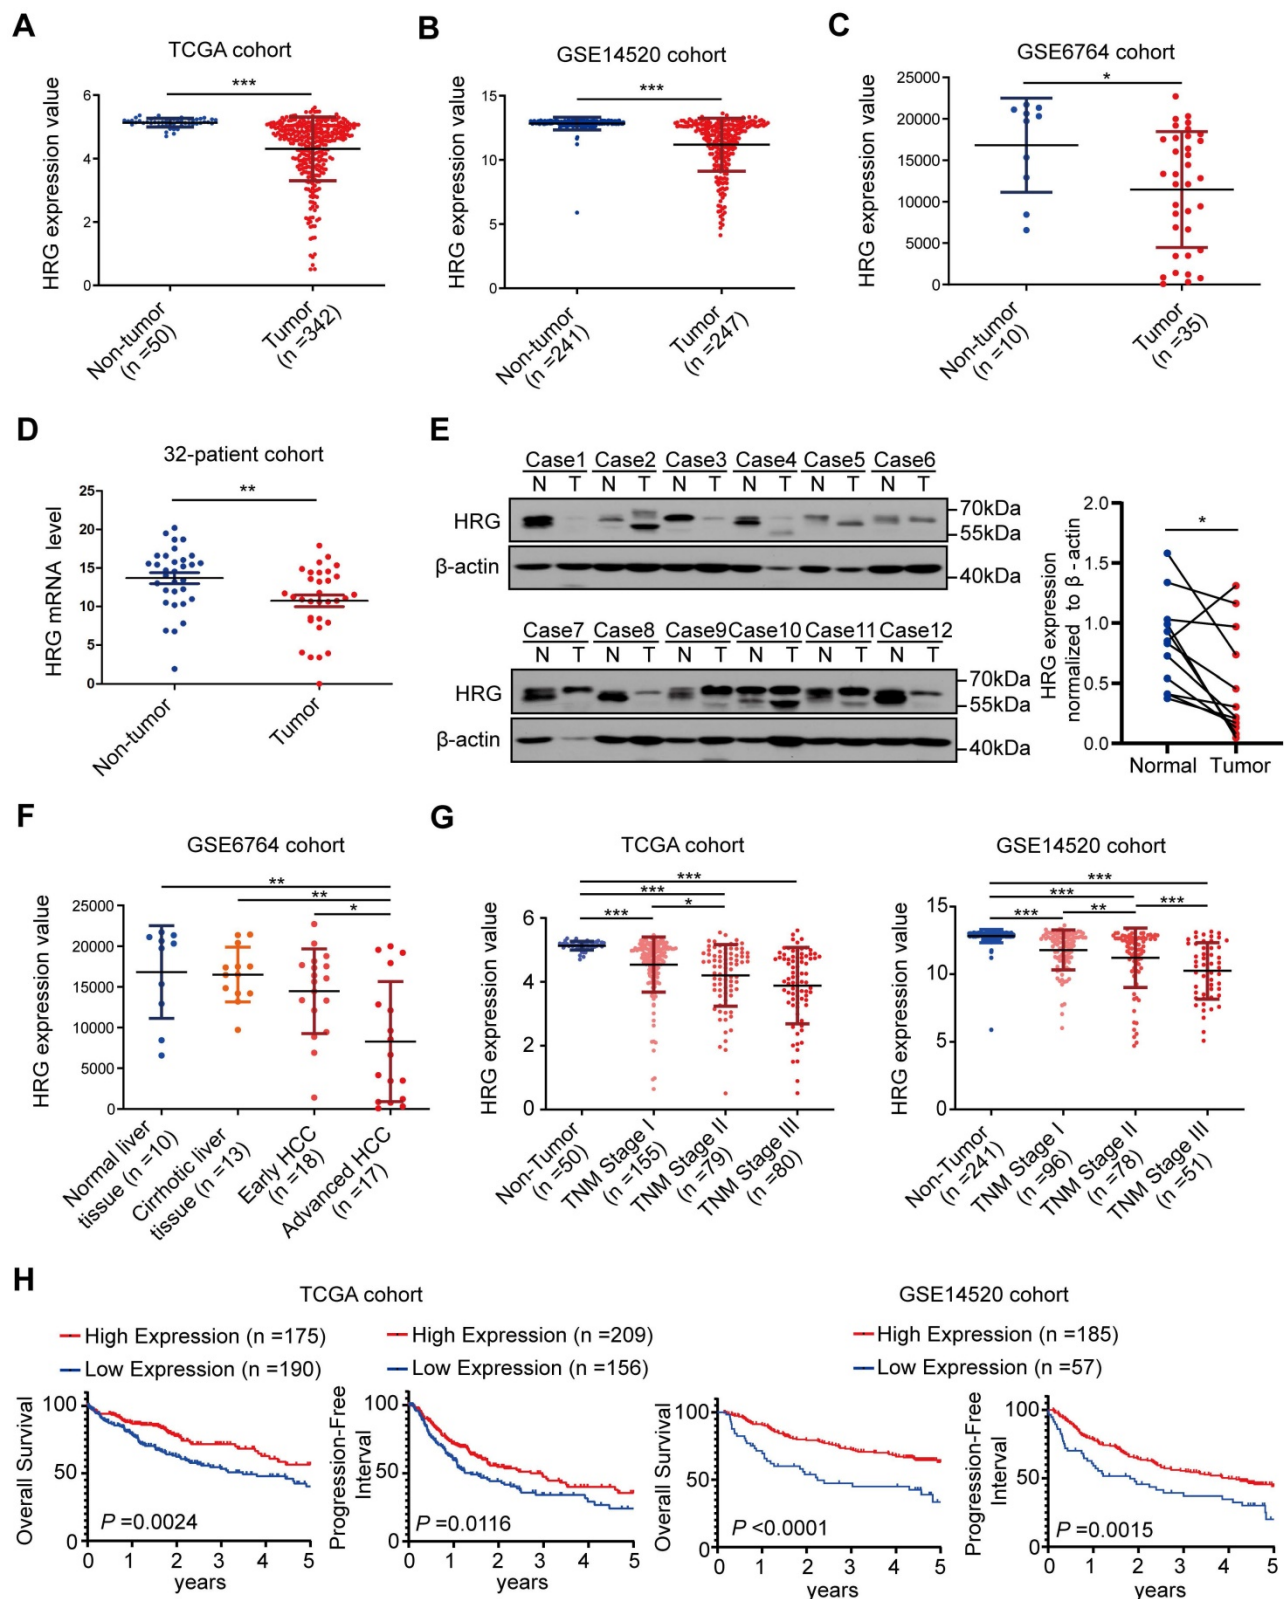 A
TCGA cohort
***
HRG expression value
6
4
2
0
Non-tumor
(n =50)
Tumor
(n =342)
B
GSE14520 cohort
***
HRG expression value
15
10
5
0
Non-tumor
(n =241)
Tumor
(n =247)
C
GSE6764 cohort
*
HRG expression value
25000
20000
15000
10000
5000
0
Non-tumor
(n =10)
Tumor
(n =35)
D
32-patient cohort
**
HRG mRNA level
25
20
15
10
5
0
Non-tumor
Tumor
E
Case1 Case2 Case3 Case4 Case5 Case6
N T N T N T N T N T N T
HRG
70kDa
55kDa
β-actin
40kDa
Case7 Case8 Case9 Case10 Case11 Case12
N T N T N T N T N T N T
HRG
70kDa
55kDa
β-actin
40kDa
HRG expression
normalized to β -actin
2.0
1.5
1.0
0.5
0.0
*
Normal Tumor
F
GSE6764 cohort
**
**
*
HRG expression value
25000
20000
15000
10000
5000
0
Normal liver
tissue (n =10)
Cirrhotic liver
tissue (n =13)
Early HCC
(n =18)
Advanced HCC
(n =17)
G
TCGA cohort
***
***
*** *
HRG expression value
6
4
2
0
Non-Tumor
(n =50)
TNM Stage I
(n =155)
TNM Stage II
(n =79)
TNM Stage III
(n =80)
GSE14520 cohort
***
***
*** ** ***
HRG expression value
15
10
5
0
Non-Tumor
(n =241)
TNM Stage I
(n =96)
TNM Stage II
(n =78)
TNM Stage III
(n =51)
H
TCGA cohort
High Expression (n =175)
Low Expression (n =190)
Overall Survival
100
50
0
P =0.0024
0 1 2 3 4 5
years
High Expression (n =209)
Low Expression (n =156)
Progression-Free
Interval
100
50
0
P =0.0116
0 1 2 3 4 5
years
GSE14520 cohort
High Expression (n =185)
Low Expression (n =57)
Overall Survival
100
50
0
P <0.0001
0 1 2 3 4 5
years
Progression-Free
Interval
100
50
0
P =0.0015
0 1 2 3 4 5
years